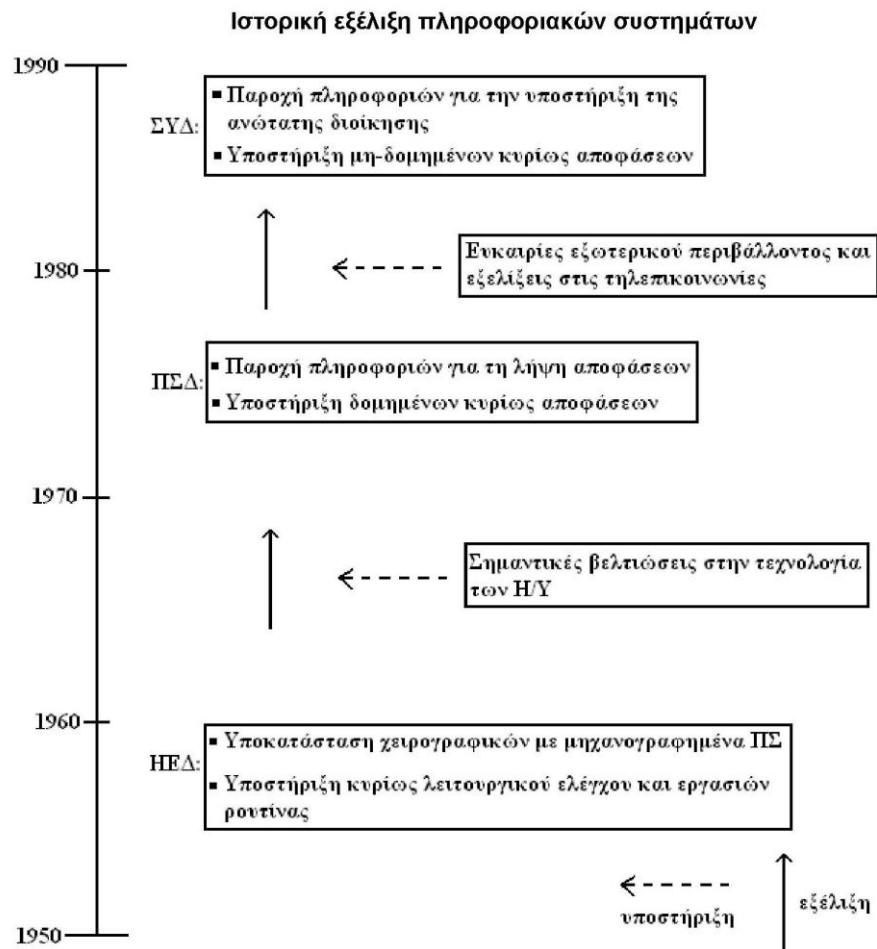 Ιστορική εξέλιξη πληροφοριακών συστημάτων
1990
ΣΥΔ:
▪ Παροχή πληροφοριών για την υποστήριξη της
ανώτατης διοίκησης
▪ Υποστήριξη μη-δομημένων κυρίως αποφάσεων
1980
Ευκαιρίες εξωτερικού περιβάλλοντος και
εξελίξεις στις τηλεπικοινωνίες
ΠΣΔ:
▪ Παροχή πληροφοριών για τη λήψη αποφάσεων
▪ Υποστήριξη δομημένων κυρίως αποφάσεων
1970
Σημαντικές βελτιώσεις στην τεχνολογία
των Η/Υ
1960
ΗΕΔ:
▪ Υποκατάσταση χειρογραφικών με μηχανογραφημένα ΠΣ
▪ Υποστήριξη κυρίως λειτουργικού ελέγχου και εργασιών
ρουτίνας
υποστήριξη
εξέλιξη
1950